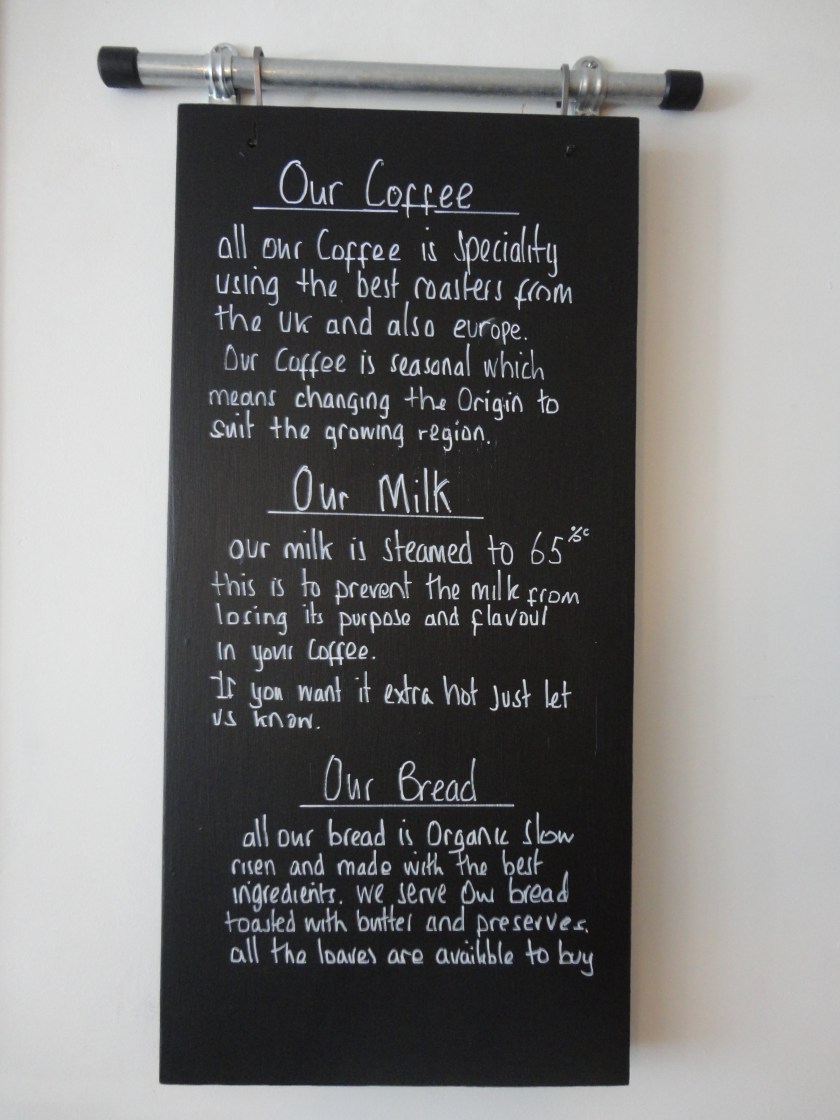 Our Coffee
all our Coffee is Speciality
using the best roasters from
the UK and also europe.
Our Coffee is seasonal which
means changing the Origin to
suit the growing region.
Our Milk
our milk is steamed to 65%c
this is to prevent the milk from
losing its purpose and flavour
in your Coffee.
If you want it extra hot Just let
us know.
Our Bread
all our bread is Organic Slow
risen and made with the best
ingredients. we serve Our bread
toasted with butter and preserves.
all the loaves are availible to buy